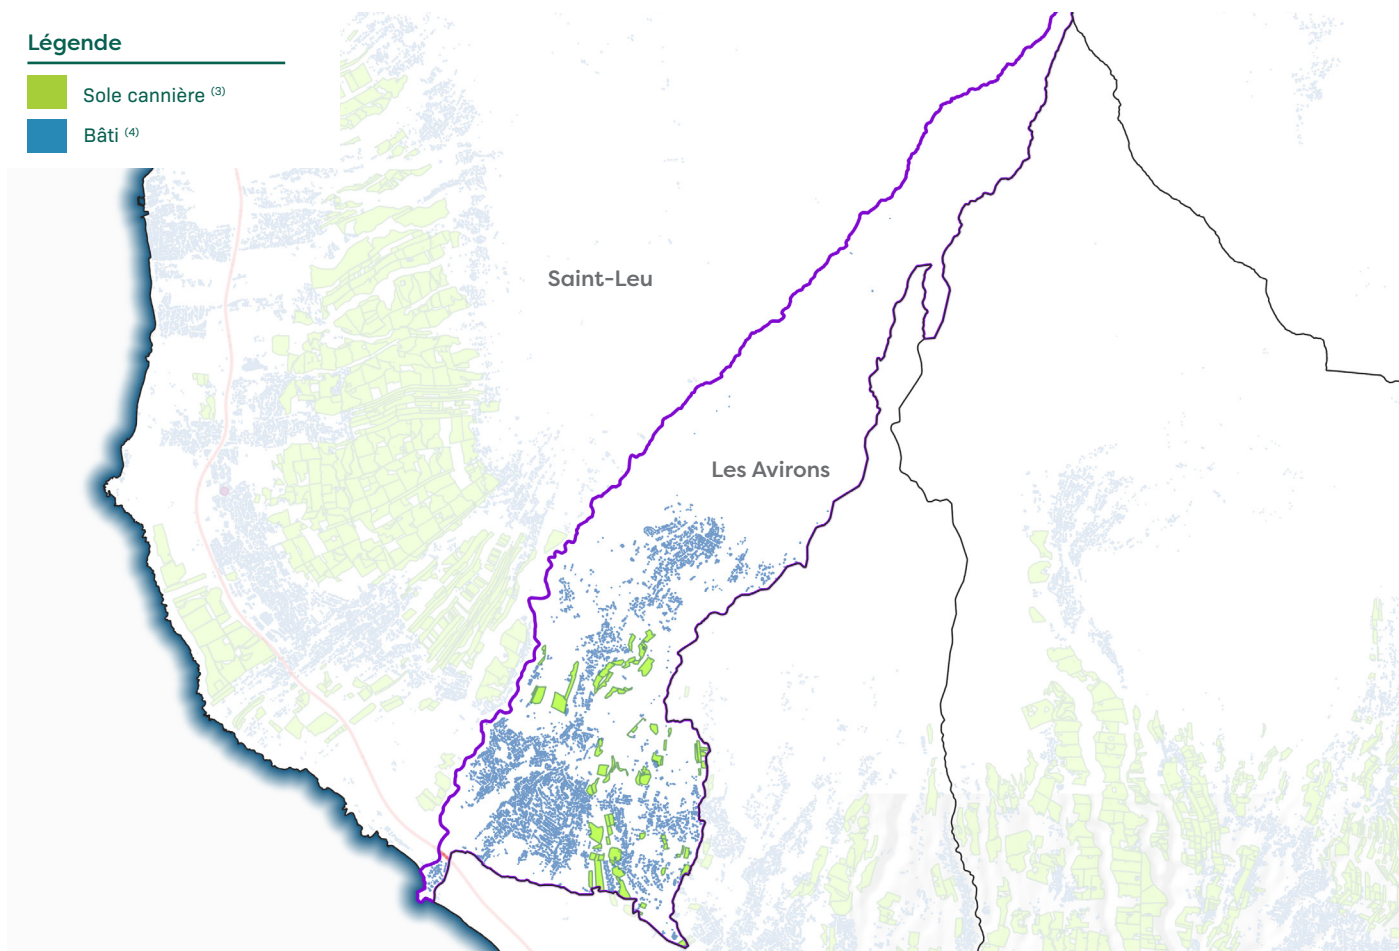 Légende
Sole cannière (3)
Bâti (4)
Saint-Leu
Les Avirons